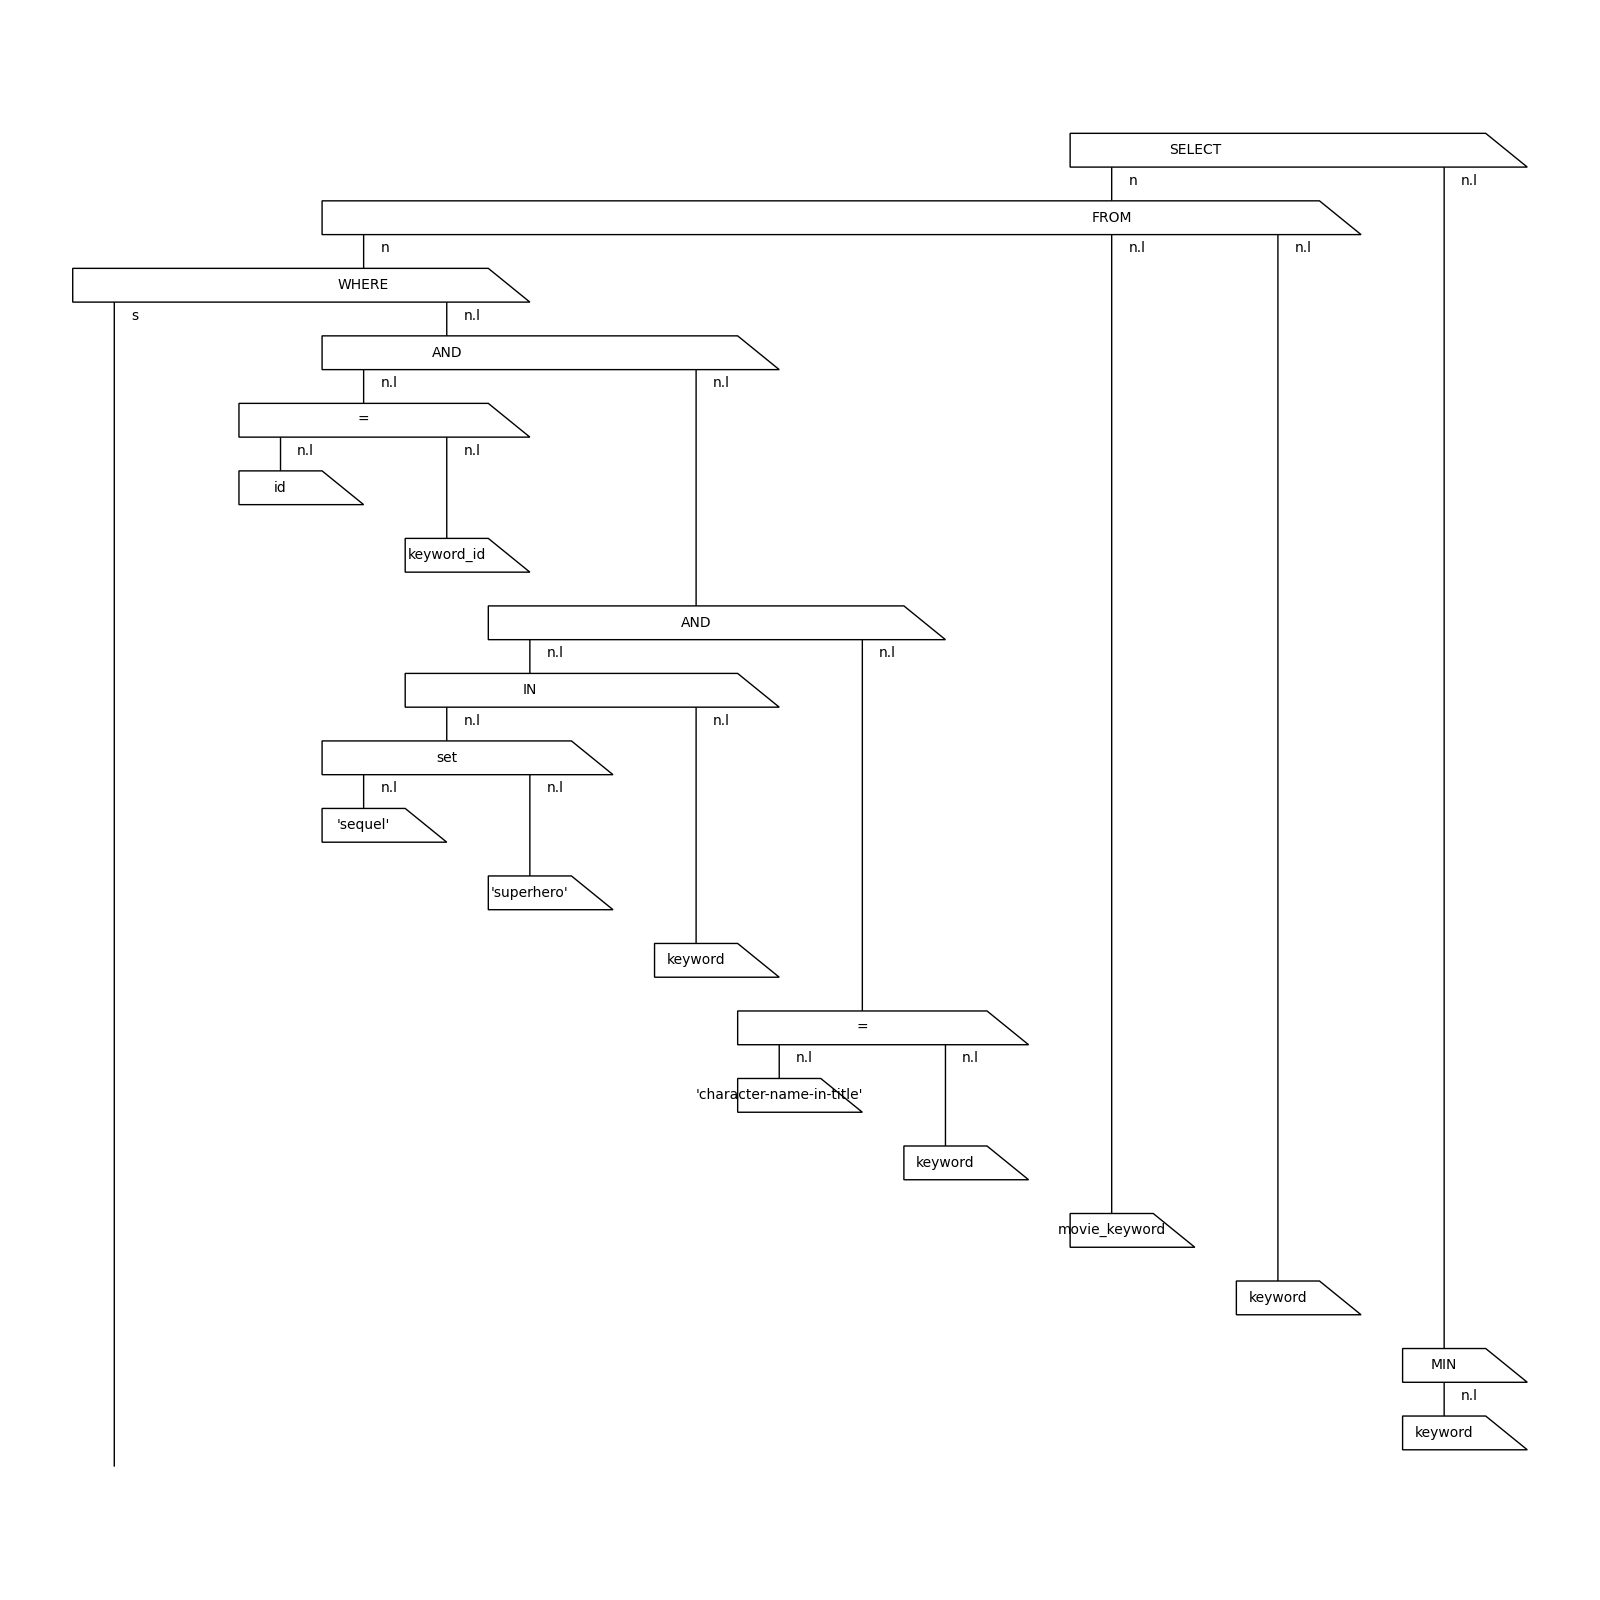 SELECT
n n.l
FROM
n n.l n.l
WHERE
s n.l
AND
n.l n.l
=
n.l n.l
id
keyword_id
AND
n.l n.l
IN
n.l n.l
set
n.l n.l
'sequel'
'superhero'
keyword
=
n.l n.l
'character-name-in-title'
keyword
movie_keyword
keyword
MIN
n.l
keyword